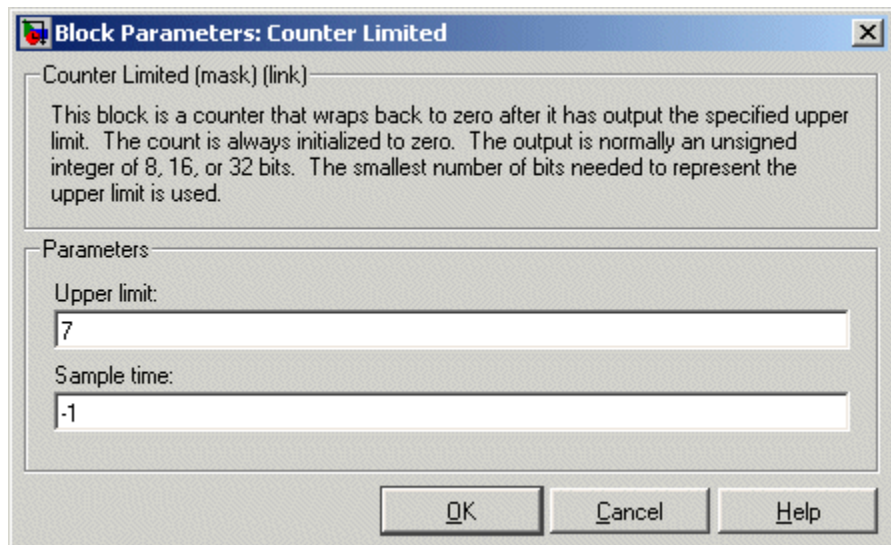 Block Parameters: Counter Limited
Counter Limited (mask) (link)
This block is a counter that wraps back to zero after it has output the specified upper
limit.  The count is always initialized to zero.  The output is normally an unsigned
integer of 8, 16, or 32 bits.  The smallest number of bits needed to represent the
upper limit is used.
Parameters
Upper limit:
7
Sample time:
-1
OK
Cancel
Help